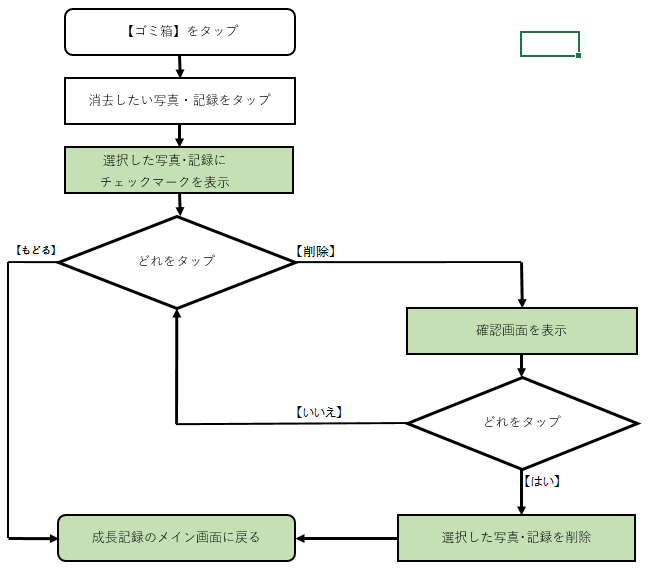 【ゴミ箱】をタップ
消去したい写真・記録をタップ
選択した写真・記録に
チェックマークを表示
【もどる】
どれをタップ
【削除】
確認画面を表示
【いいえ】
どれをタップ
【はい】
成長記録のメイン画面に戻る
選択した写真・記録を削除